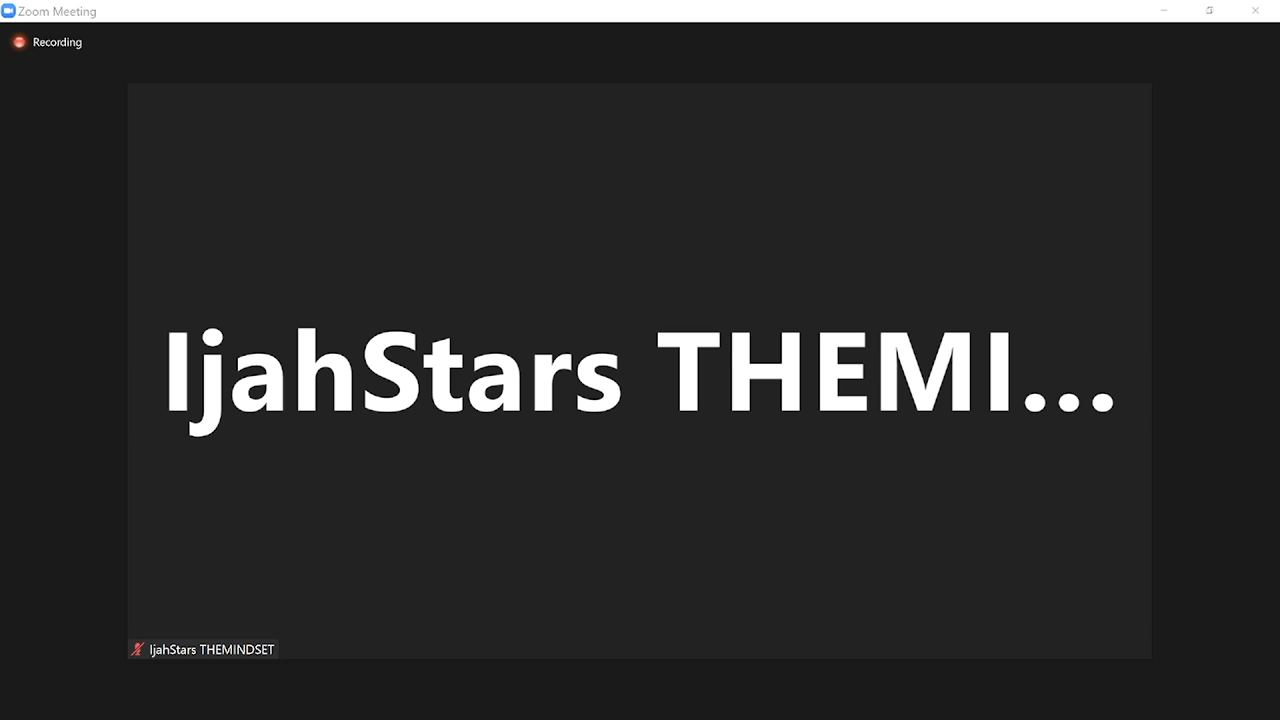 Zoom Meeting
Recording
IjahStars THEMI...
IjahStars THEMINDSET